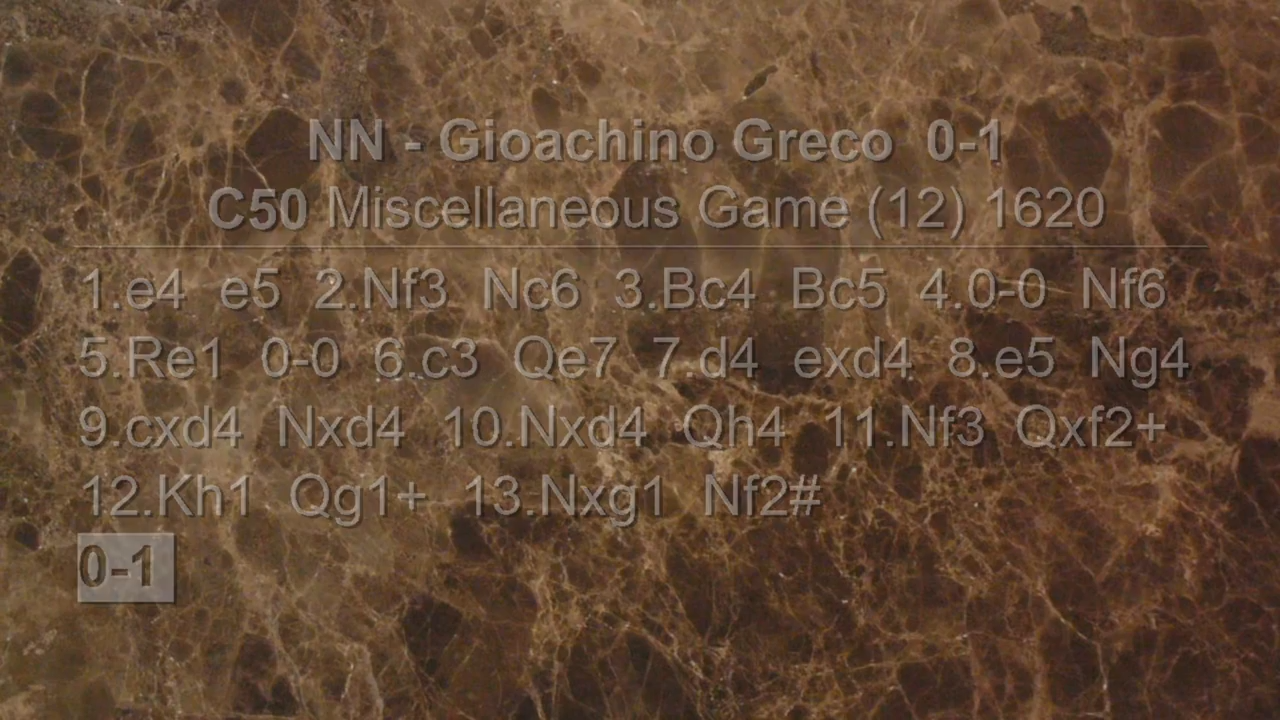 NN - Gioachino Greco 0-1
C50 Miscellaneous Game (12) 1620
1.e4 e5 2.Nf3 Nc6 3.Bc4 Bc5 4.0-0 Nf6
5.Re1 0-0 6.c3 Qe7 7.d4 exd4 8.e5 Ng4
9.cxd4 Nxd4 10.Nxd4 Qh4 11.Nf3 Qxf2+
12.Kh1 Qg1+ 13.Nxg1 Nf2#
0-1